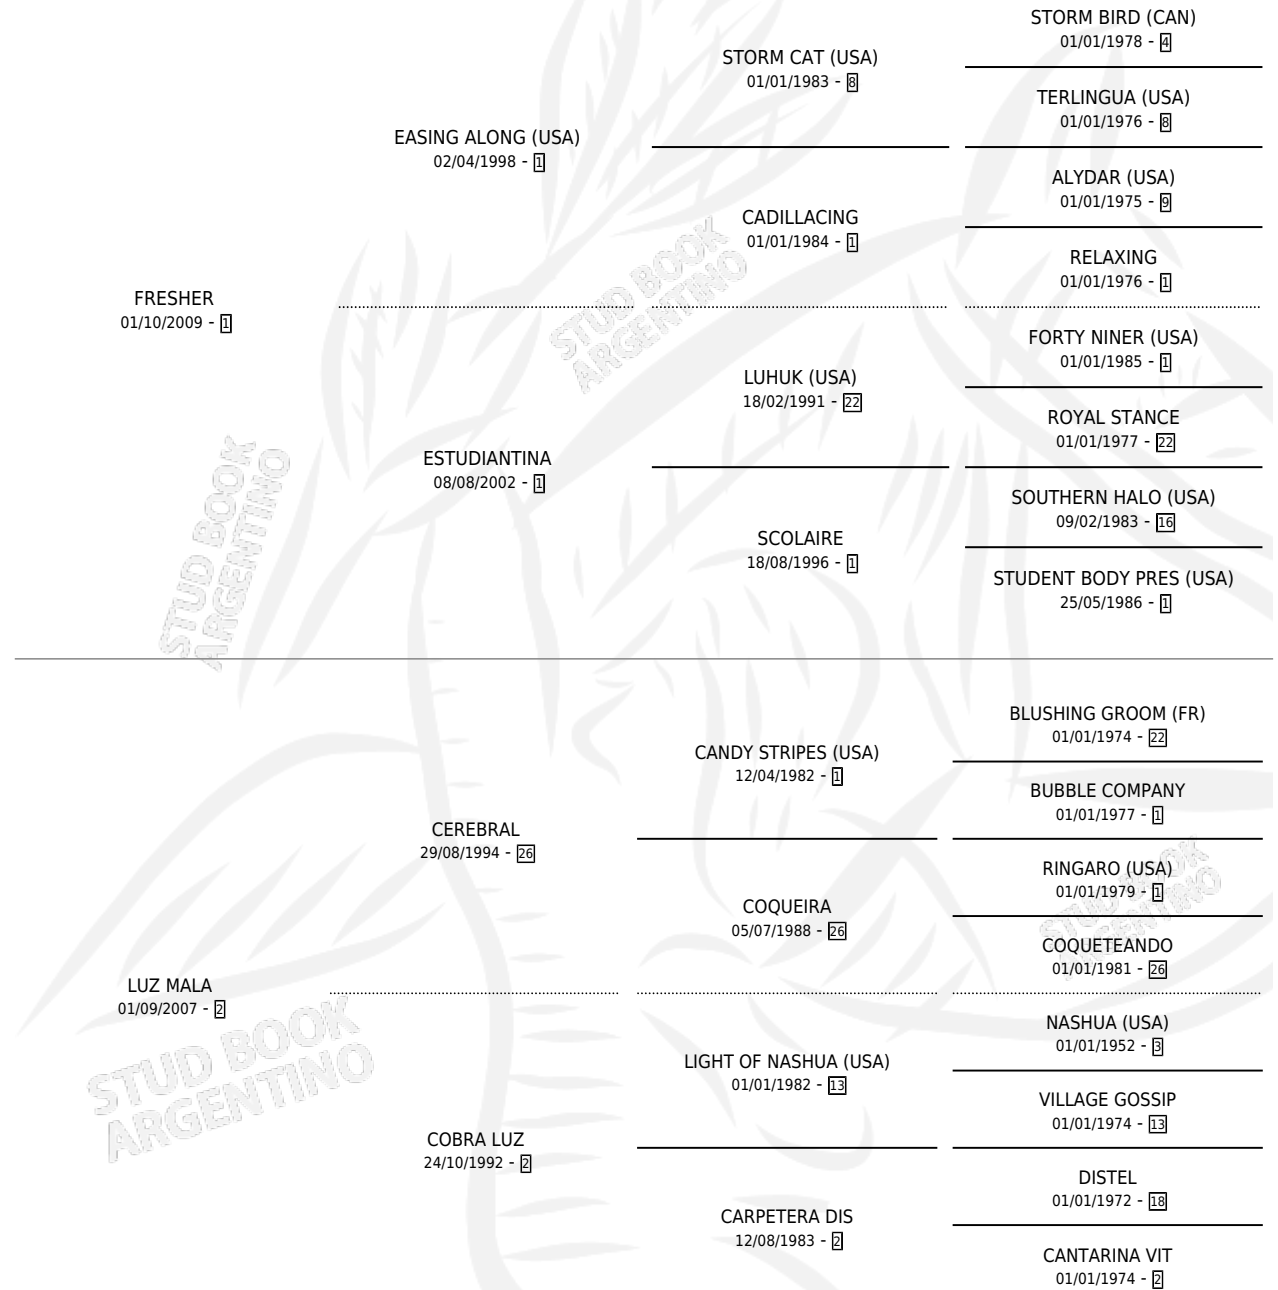 STORM BIRD (CAN)
01/01/1978 - 4
STORM CAT (USA)
01/01/1983 - 8
TERLINGUA (USA)
01/01/1976 - 8
EASING ALONG (USA)
02/04/1998 - 1
ALYDAR (USA)
01/01/1975 - 9
CADILLACING
01/01/1984 - 1
RELAXING
01/01/1976 - 1
FRESHER
01/10/2009 - 1
FORTY NINER (USA)
01/01/1985 - 1
LUHUK (USA)
18/02/1991 - 22
ROYAL STANCE
01/01/1977 - 22
ESTUDIANTINA
08/08/2002 - 1
SOUTHERN HALO (USA)
09/02/1983 - 16
SCOLAIRE
18/08/1996 - 1
STUDENT BODY PRES (USA)
25/05/1986 - 1
BLUSHING GROOM (FR)
01/01/1974 - 22
CANDY STRIPES (USA)
12/04/1982 - 1
BUBBLE COMPANY
01/01/1977 - 1
CEREBRAL
29/08/1994 - 26
RINGARO (USA)
01/01/1979 - 1
COQUEIRA
05/07/1988 - 26
COQUETEANDO
01/01/1981 - 26
LUZ MALA
01/09/2007 - 2
NASHUA (USA)
01/01/1952 - 3
LIGHT OF NASHUA (USA)
01/01/1982 - 13
VILLAGE GOSSIP
01/01/1974 - 13
COBRA LUZ
24/10/1992 - 2
DISTEL
01/01/1972 - 18
CARPETERA DIS
12/08/1983 - 2
CANTARINA VIT
01/01/1974 - 2
STUD BOOK
ARGENTINO
STUD BOOK
ARGENTINO
STUD BOOK
ARGENTINO
STUD BOOK
ARGENTINO